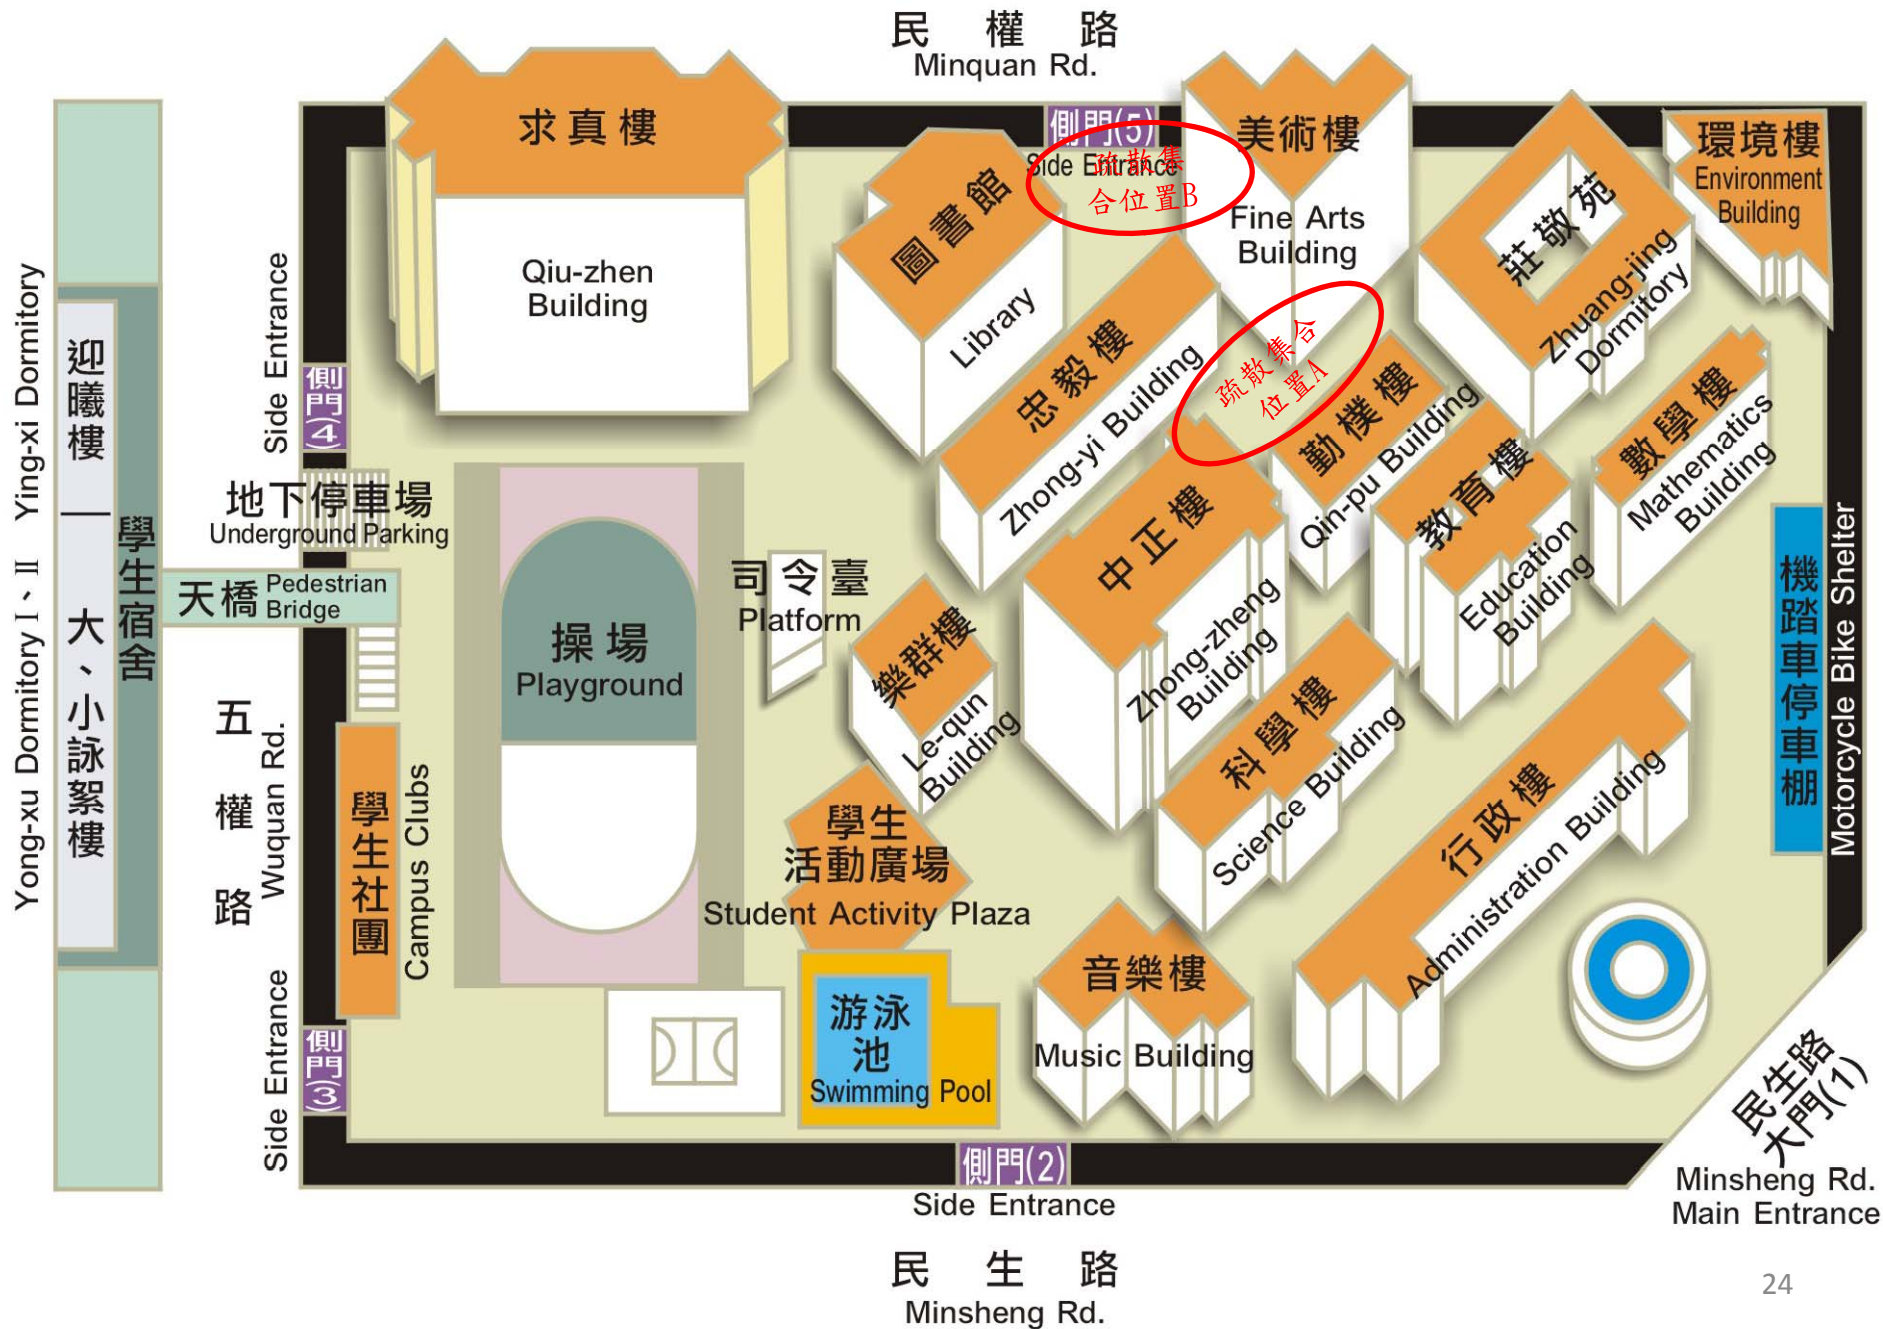 民 權 路
Minquan Rd.
求真樓
Qiu-zhen
Building
側門(5)
Side Entrance
疏散集
合位置B
美術樓
Fine Arts
Building
環境樓
Environment
Building
莊敬苑
Zhuang-jing
Dormitory
圖書館
Library
忠毅樓
Zhong-yi Building
疏散集合
位置A
勤樸樓
Qin-pu Building
數學樓
Mathematics
Building
教育樓
Education
Building
中正樓
Zhong-zheng
Building
迎曦樓
Ying-xi Dormitory
大、小詠絮樓
Yong-xu Dormitory I、II
學生宿舍
Side Entrance
側門(4)
地下停車場
Underground Parking
天橋
Pedestrian
Bridge
五權路
Wuquan Rd.
操場
Playground
司令臺
Platform
樂群樓
Le-qun
Building
科學樓
Science Building
行政樓
Administration Building
機踏車停車棚
Motorcycle Bike Shelter
學生社團
Campus Clubs
學生
活動廣場
Student Activity Plaza
游泳
池
Swimming Pool
音樂樓
Music Building
Side Entrance
側門(3)
側門(2)
Side Entrance
民生路
大門(1)
Minsheng Rd.
Main Entrance
民 生 路
Minsheng Rd.
24